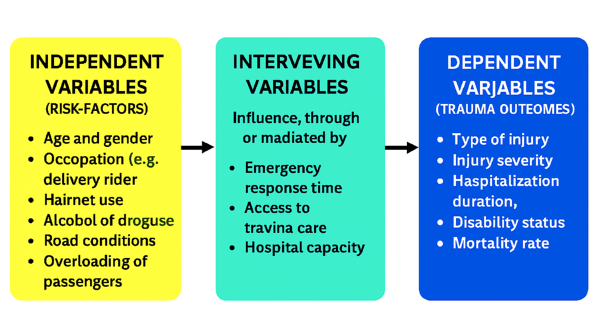 INDEPENDENT
VARIABLES
(RISK-FACTORS)
• Age and gender
• Occopation (e.g.
delivery rider
• Hairnet use
• Alcobol of droguse
• Road conditions
• Overloading of
passengers
INTERVEVING
VARIABLES
Influence, through
or madiated by
• Emergency
response time
• Access to
travina care
• Hospital capacity
DEPENDENT
VARJABLES
(TRAUMA OUTCOMES)
• Type of injury
• Injury severity
• Haspitalization
duration,
• Disability status
• Mortality rate